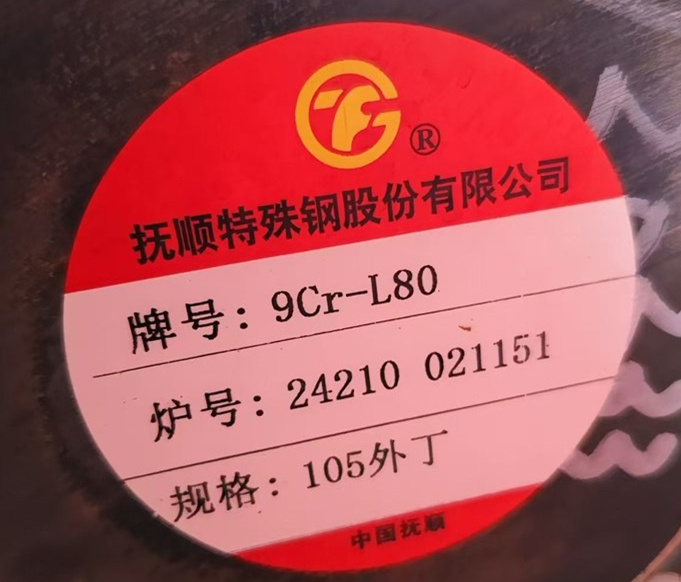 ®
抚顺特殊钢股份有限公司
牌号：9Cr-L80
炉号：24210 021151
规格：105外丁
中国抚顺